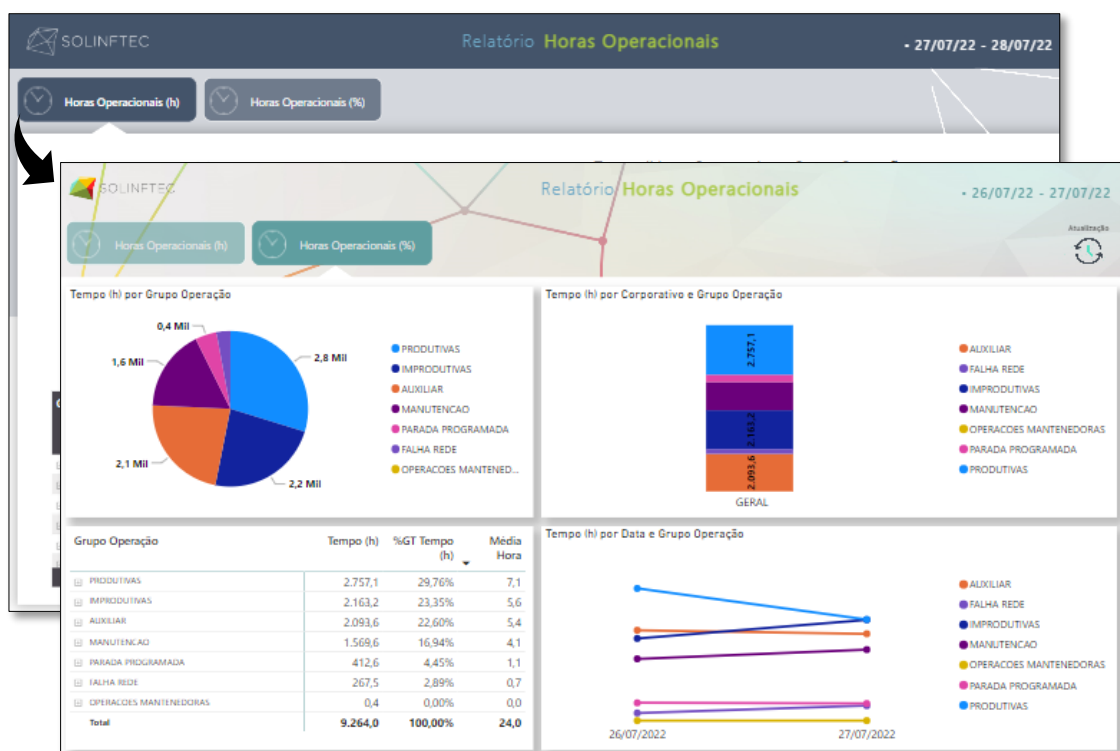 SOLINFTEC
Relatório Horas Operacionais
• 27/07/22 - 28/07/22
Horas Operacionais (h)
Horas Operacionais (%)
SOLINFTEC
Relatório Horas Operacionais
• 26/07/22 - 27/07/22
Horas Operacionais (h)
Horas Operacionais (%)
Atualização
Tempo (h) por Grupo Operação
0,4 Mil
1,6 Mil
2,8 Mil
2,1 Mil
2,2 Mil
PRODUTIVAS
IMPRODUTIVAS
AUXILIAR
MANUTENCAO
PARADA PROGRAMADA
FALHA REDE
OPERACOES MANTENED...
Tempo (h) por Corporativo e Grupo Operação
2.757,1
2.163,2
2.093,6
GERAL
AUXILIAR
FALHA REDE
IMPRODUTIVAS
MANUTENCAO
OPERACOES MANTENEDORAS
PARADA PROGRAMADA
PRODUTIVAS
Grupo Operação Tempo (h) %GT Tempo (h) Média Hora
PRODUTIVAS 2.757,1 29,76% 7,1
IMPRODUTIVAS 2.163,2 23,35% 5,6
AUXILIAR 2.093,6 22,60% 5,4
MANUTENCAO 1.569,6 16,94% 4,1
PARADA PROGRAMADA 412,6 4,45% 1,1
FALHA REDE 267,5 2,89% 0,7
OPERACOES MANTENEDORAS 0,4 0,00% 0,0
Total 9.264,0 100,00% 24,0
Tempo (h) por Data e Grupo Operação
26/07/2022
27/07/2022
AUXILIAR
FALHA REDE
IMPRODUTIVAS
MANUTENCAO
OPERACOES MANTENEDORAS
PARADA PROGRAMADA
PRODUTIVAS